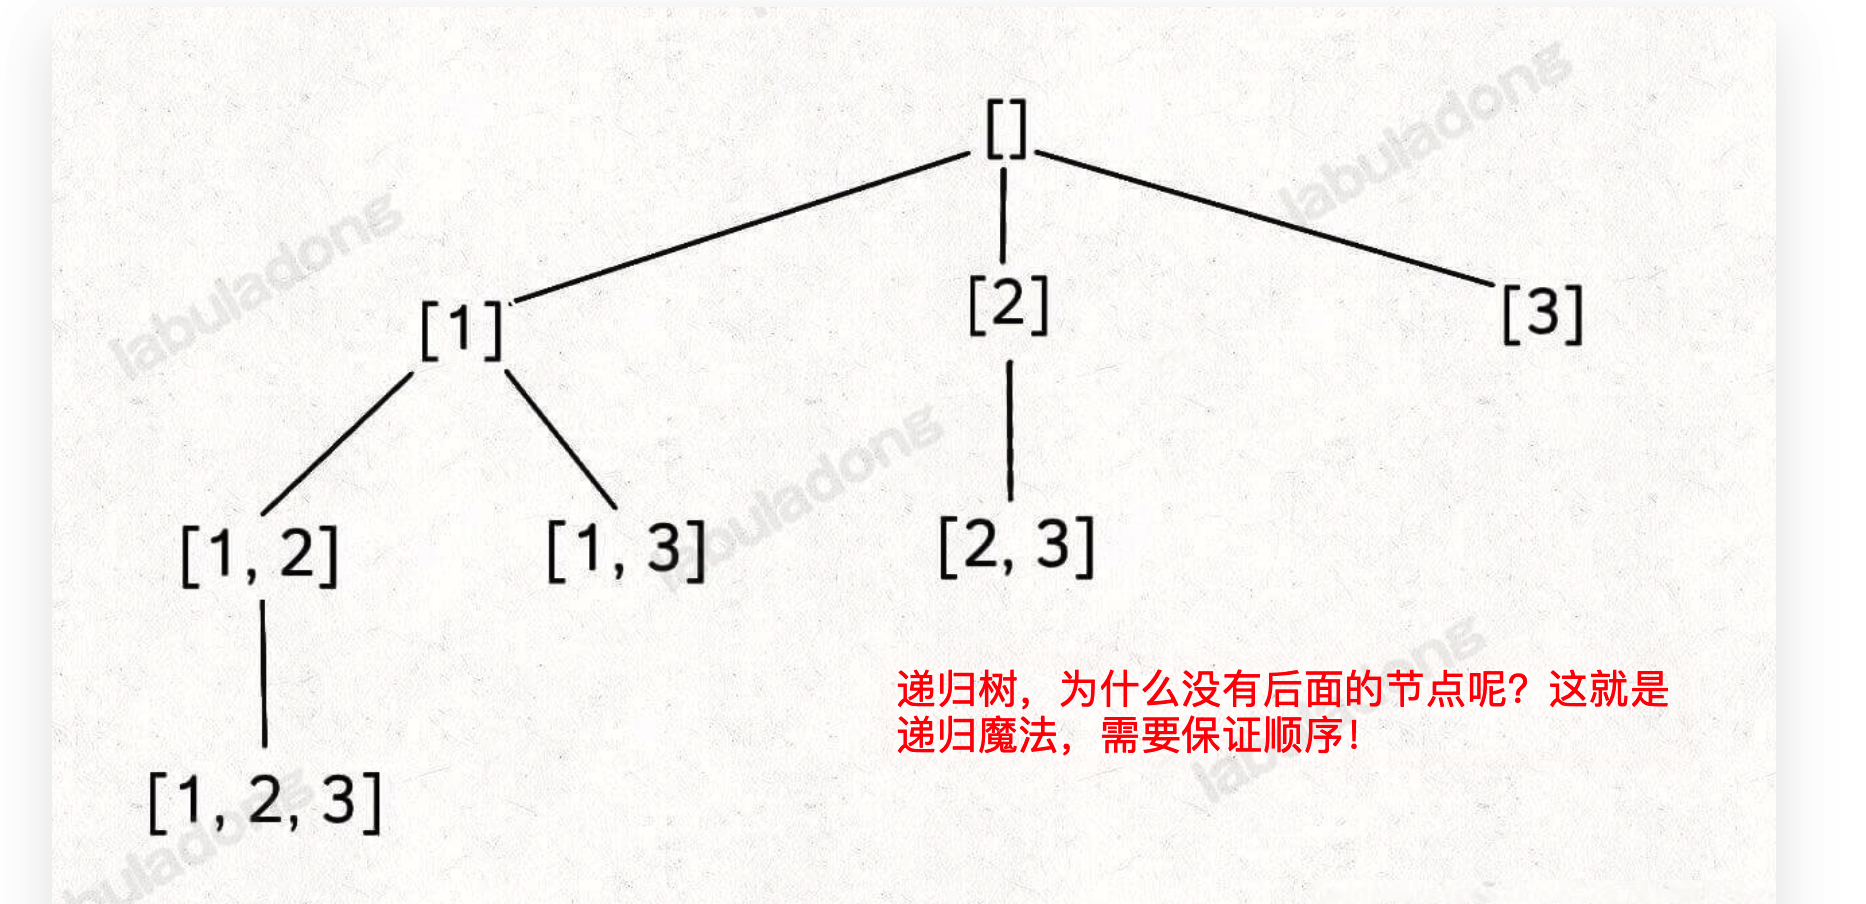 labuladong
[]
labuladong
[1]
[2]
[3]
labuladong
[1, 2]
[1, 3]
[2, 3]
递归树，为什么没有后面的节点呢？这就是
递归魔法，需要保证顺序！
labuladong
[1, 2, 3]
buladong